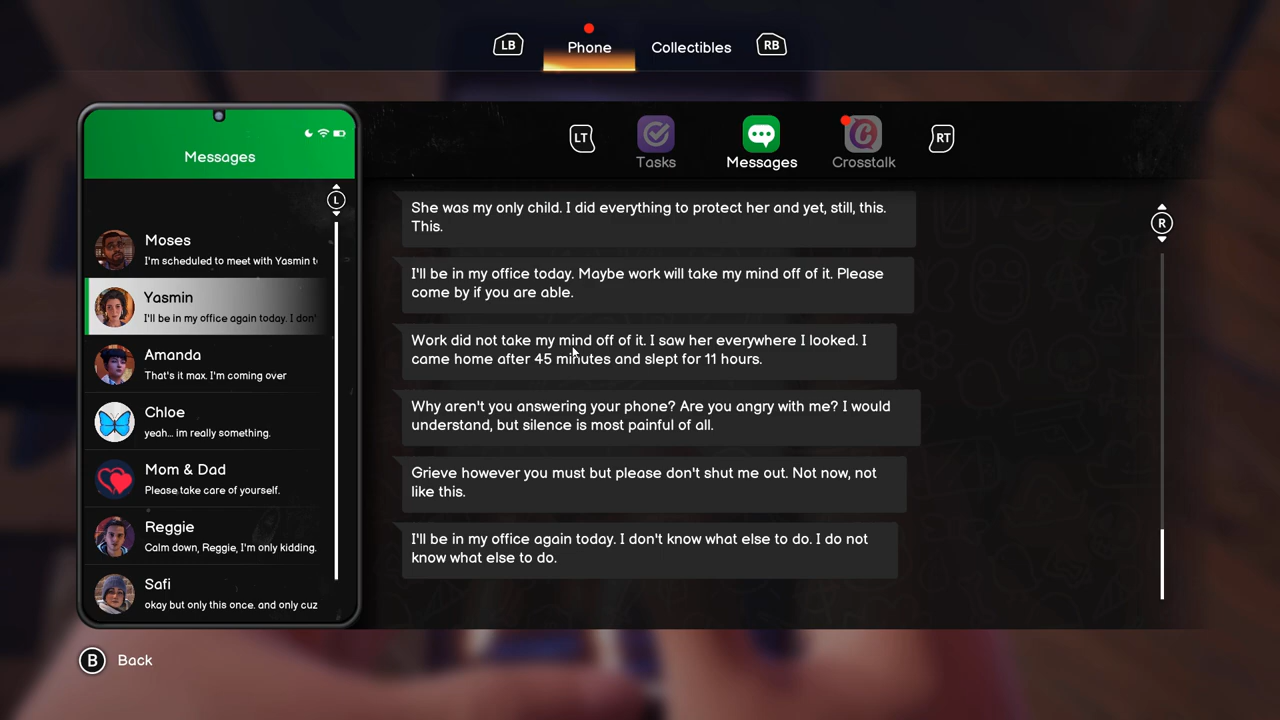 LB
Phone
Collectibles
RB
Messages
LT
Tasks
Messages
Crosstalk
RT
L
R
Moses
I'm scheduled to meet with Yasmin t
Yasmin
I'll be in my office again today. I don'
Amanda
That's it max. I'm coming over
Chloe
yeah... im really something.
Mom & Dad
Please take care of yourself.
Reggie
Calm down, Reggie, I'm only kidding.
Safi
okay but only this once. and only cuz
She was my only child. I did everything to protect her and yet, still, this.
This.
I'll be in my office today. Maybe work will take my mind off of it. Please
come by if you are able.
Work did not take my mind off of it. I saw her everywhere I looked. I
came home after 45 minutes and slept for 11 hours.
Why aren't you answering your phone? Are you angry with me? I would
understand, but silence is most painful of all.
Grieve however you must but please don't shut me out. Not now, not
like this.
I'll be in my office again today. I don't know what else to do. I do not
know what else to do.
B Back